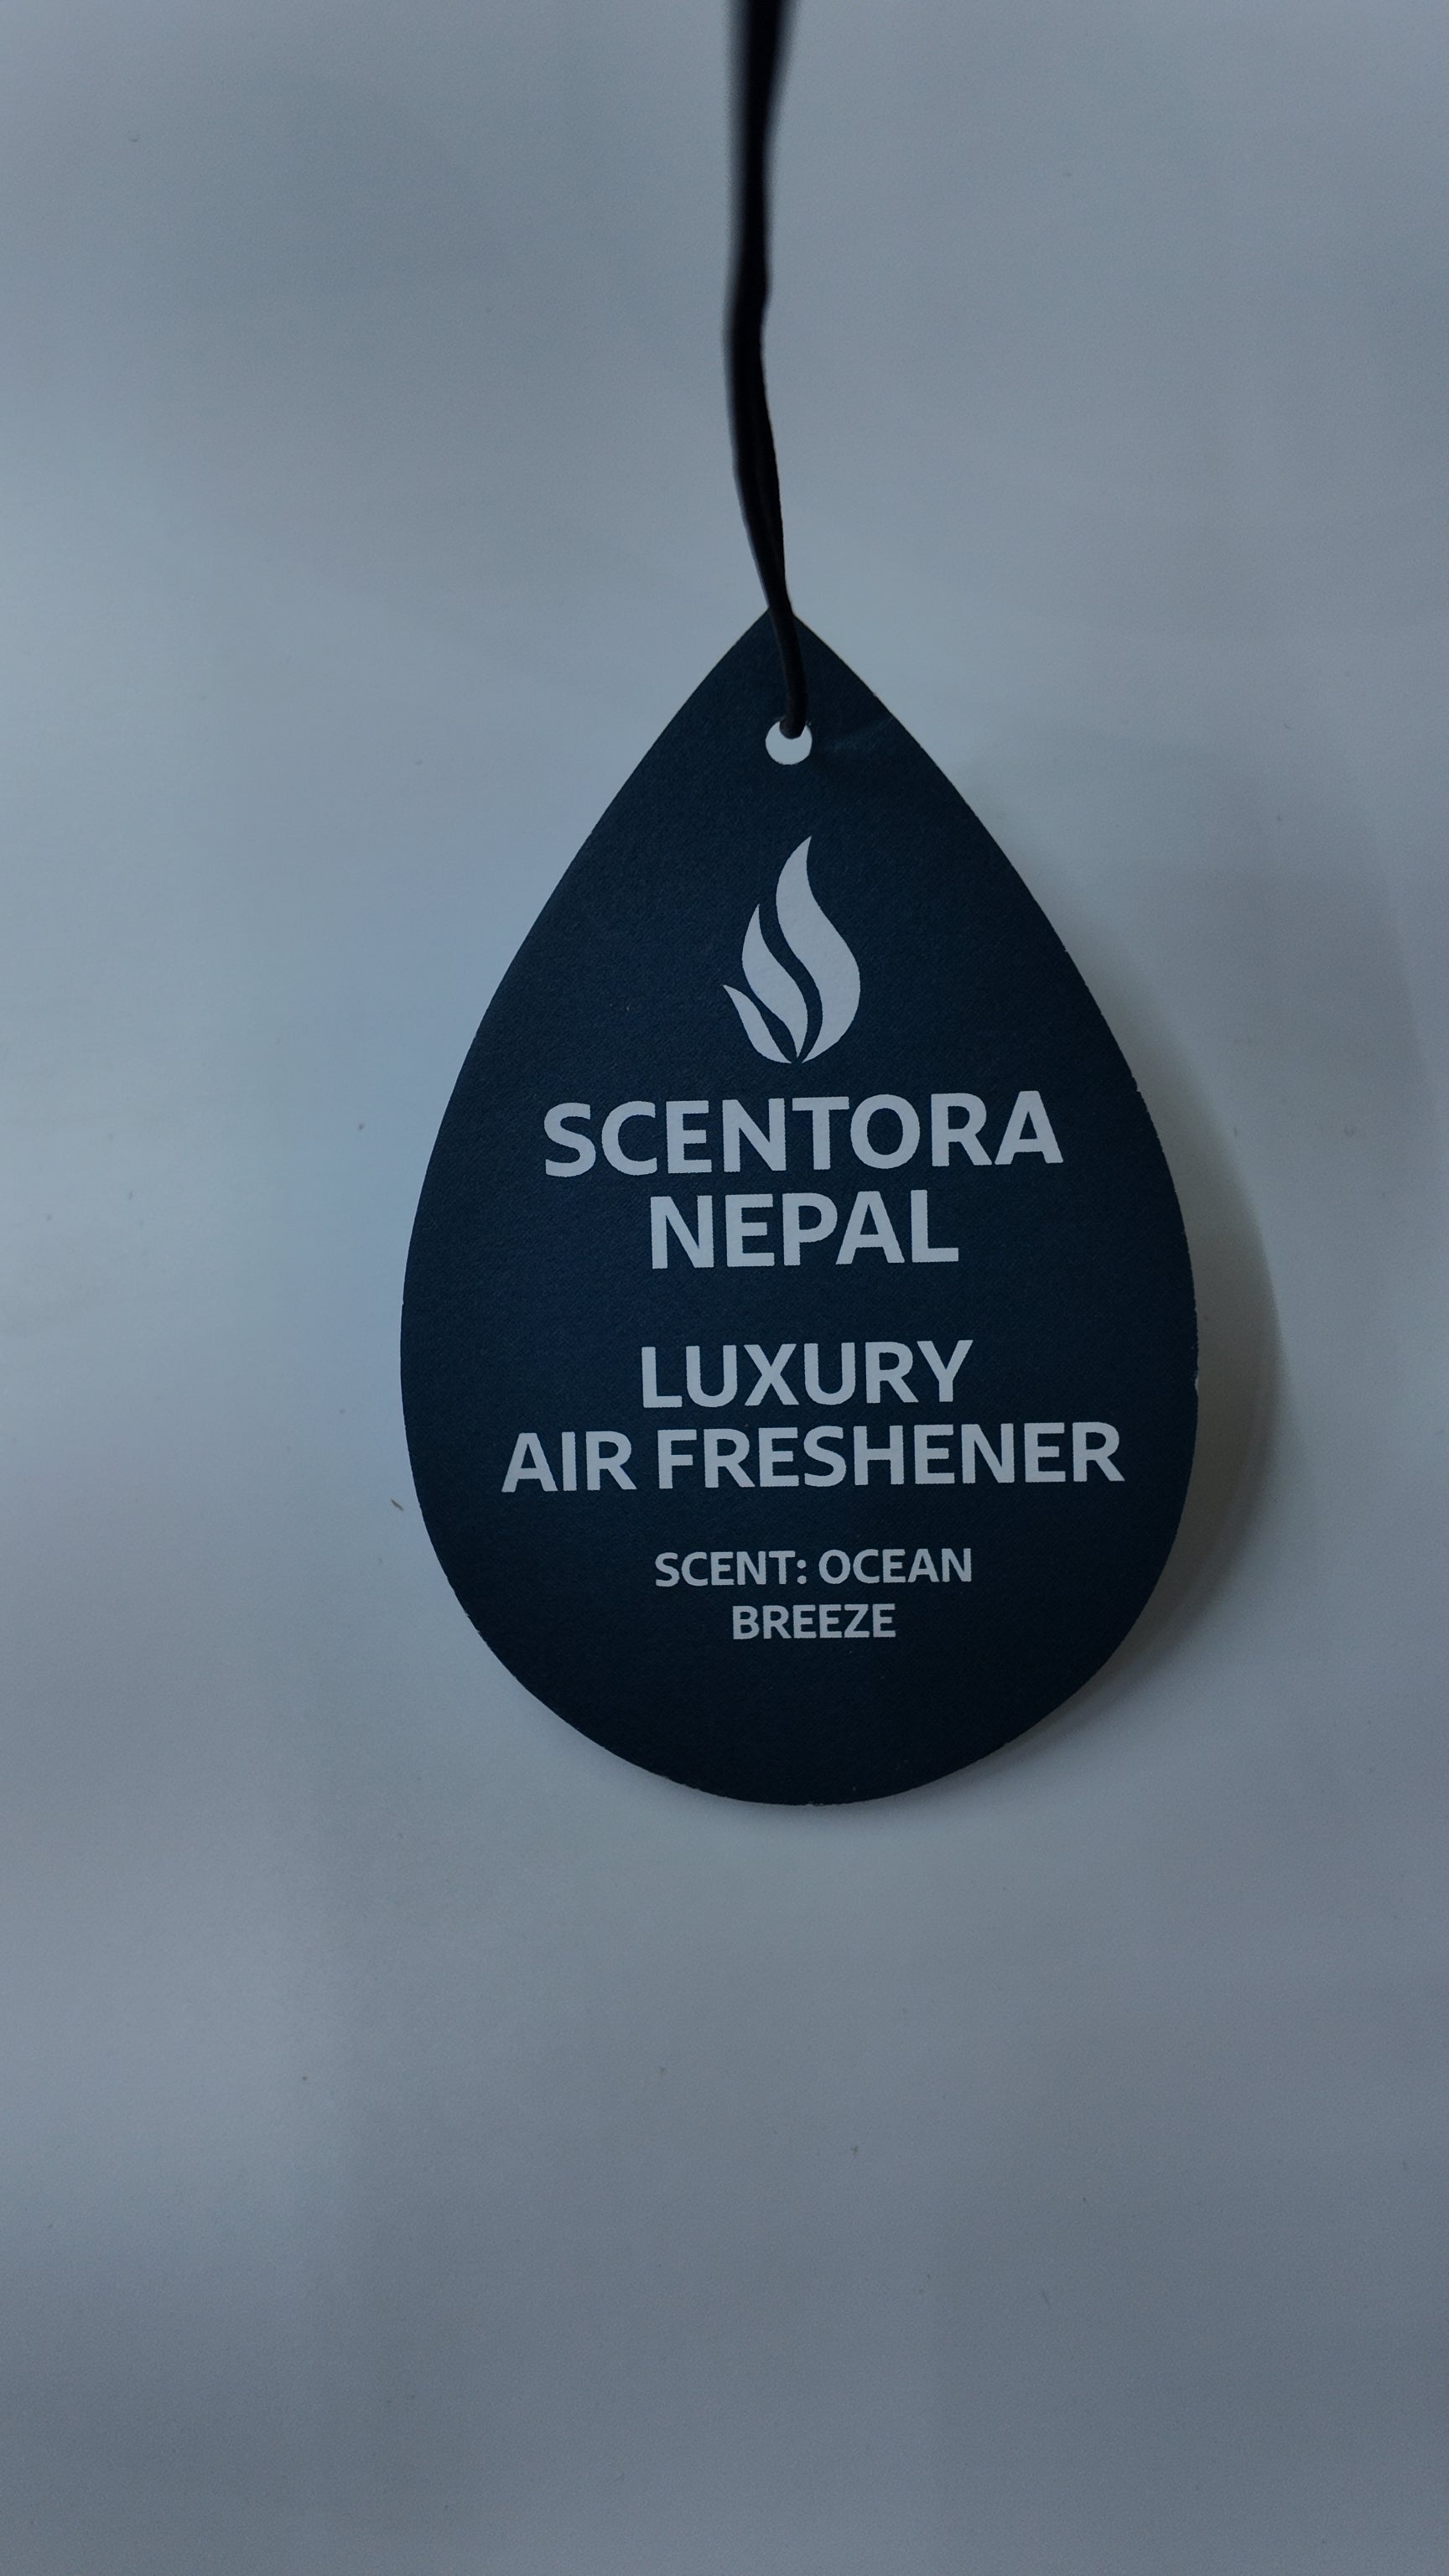 SCENTORA
NEPAL
LUXURY
AIR FRESHENER
SCENT: OCEAN
BREEZE